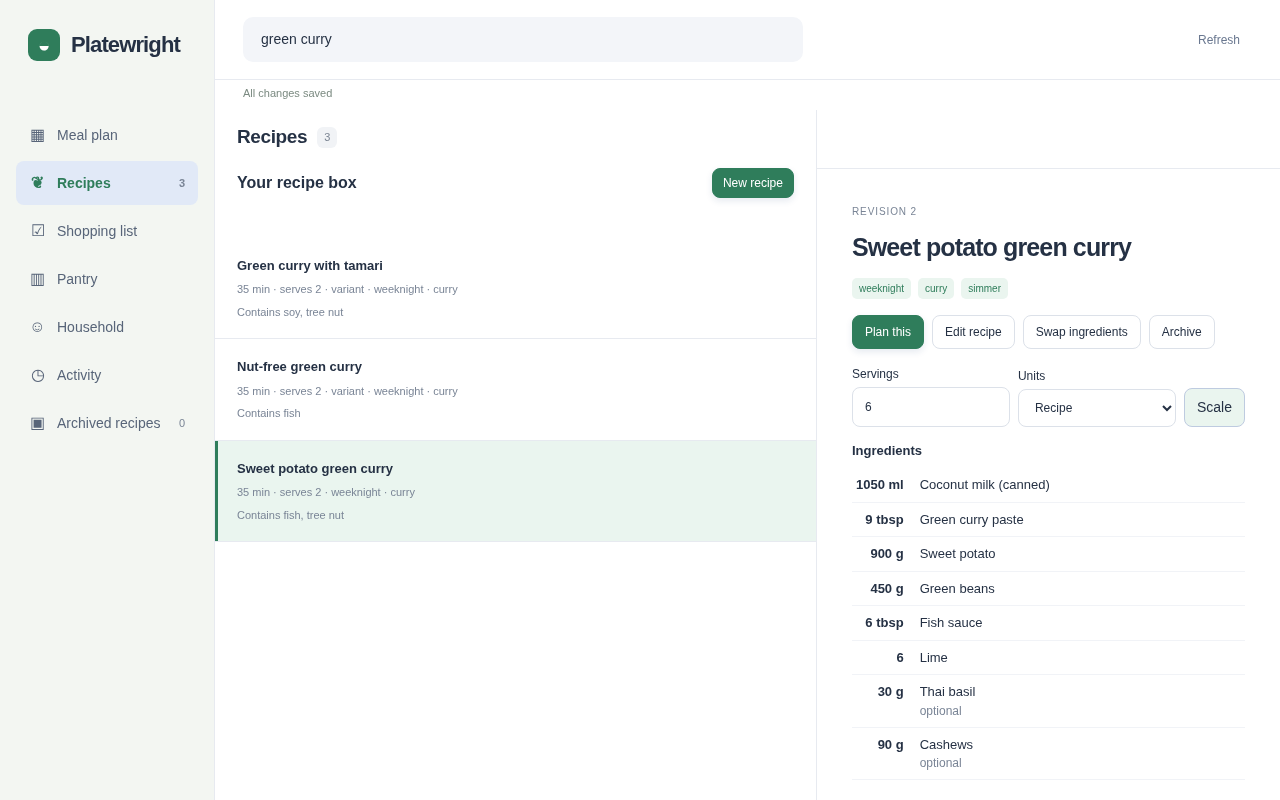 Platewright
Meal plan
Recipes 3
Shopping list
Pantry
Household
Activity
Archived recipes 0
green curry
Refresh
All changes saved
Recipes 3
Your recipe box
New recipe
Green curry with tamari
35 min · serves 2 · variant · weeknight · curry
Contains soy, tree nut
Nut-free green curry
35 min · serves 2 · variant · weeknight · curry
Contains fish
Sweet potato green curry
35 min · serves 2 · weeknight · curry
Contains fish, tree nut
REVISION 2
Sweet potato green curry
weeknight curry simmer
Plan this Edit recipe Swap ingredients Archive
Servings Units
6 Recipe Scale
Ingredients
1050 ml Coconut milk (canned)
9 tbsp Green curry paste
900 g Sweet potato
450 g Green beans
6 tbsp Fish sauce
6 Lime
30 g Thai basil
optional
90 g Cashews
optional